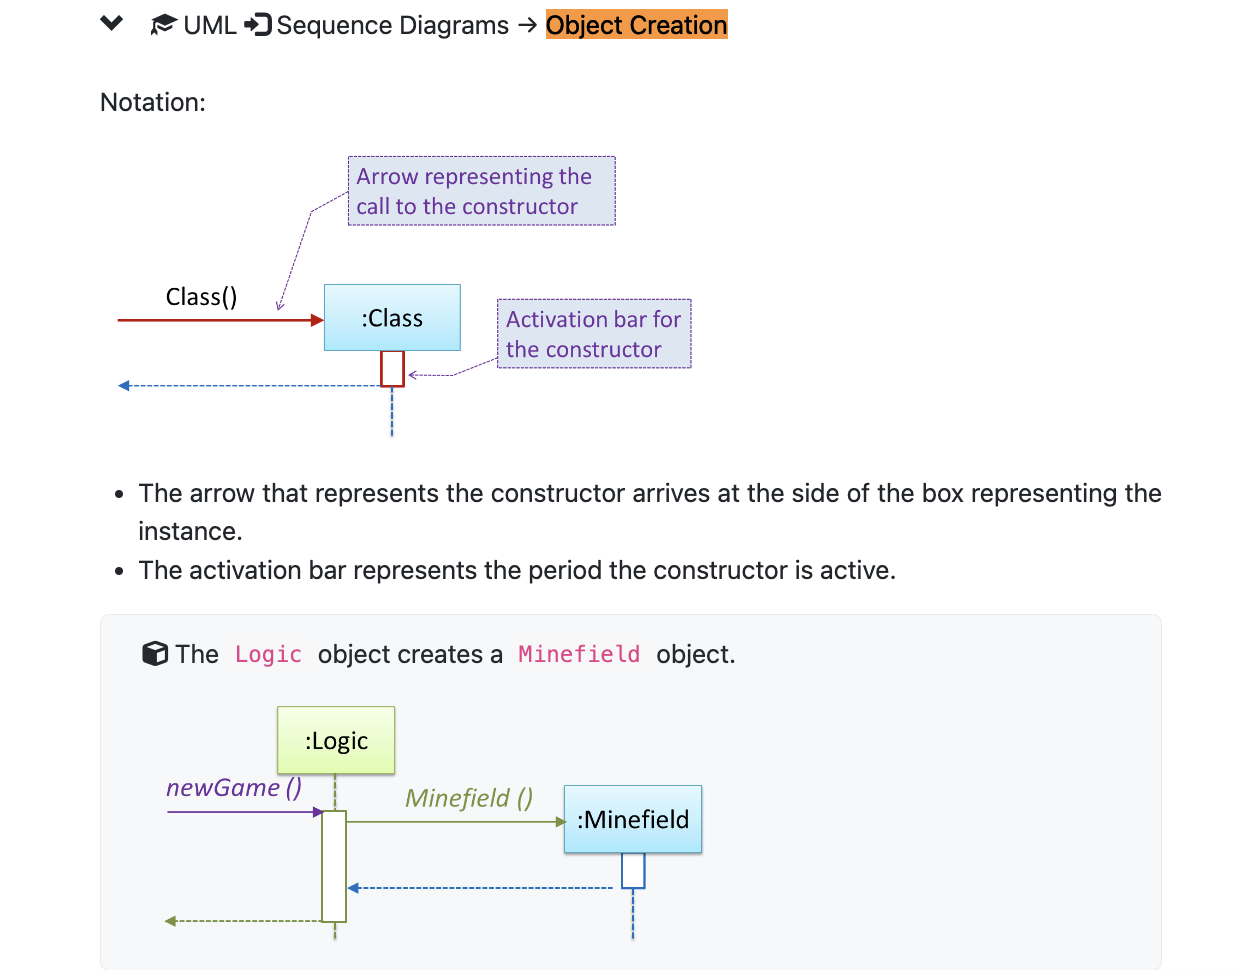 UML Sequence Diagrams → Object Creation
Notation:
Arrow representing the
call to the constructor
Class()
:Class
Activation bar for
the constructor
• The arrow that represents the constructor arrives at the side of the box representing the
instance.
• The activation bar represents the period the constructor is active.
The Logic object creates a Minefield object.
:Logic
newGame ()
Minefield ()
:Minefield